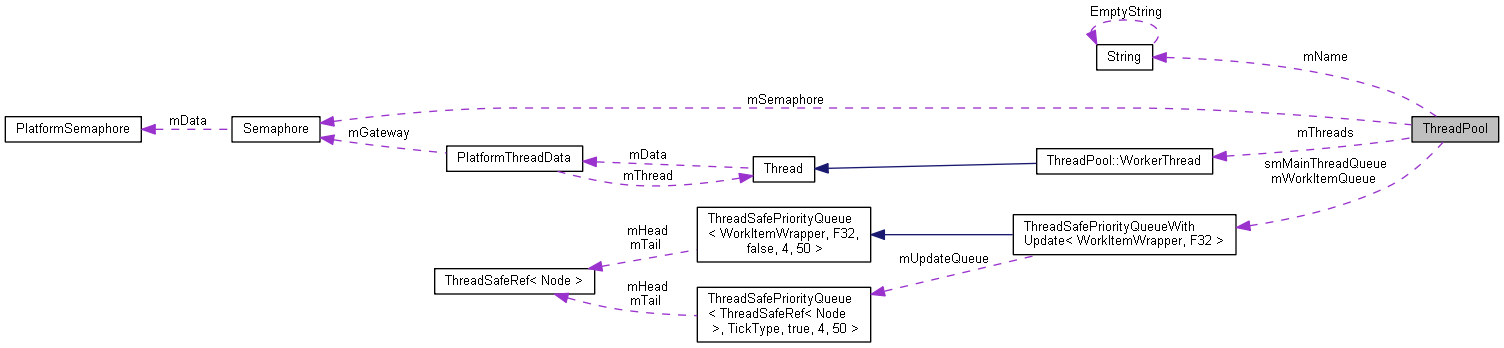 EmptyString
String
mName
mSemaphore
ThreadPool
mData
PlatformSemaphore
Semaphore
mGateway
mThreads
PlatformThreadData
mData
mThread
Thread
ThreadPool::WorkerThread
smMainThreadQueue
mWorkItemQueue
ThreadSafePriorityQueue
< WorkItemWrapper, F32,
false, 4, 50 >
ThreadSafePriorityQueueWith
Update< WorkItemWrapper, F32 >
mHead
mTail
mUpdateQueue
ThreadSafeRef< Node >
mHead
mTail
ThreadSafePriorityQueue
< ThreadSafeRef< Node
>, TickType, true, 4, 50 >